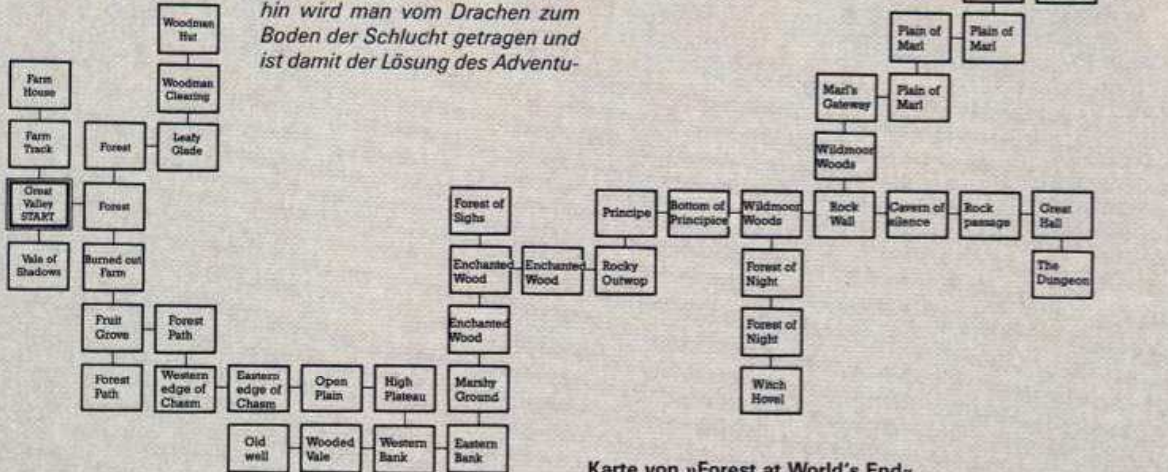 hin wird man vom Drachen zum
Boden der Schlucht getragen und
ist damit der Lösung des Adventu-
Woodman
Hut
Plain of
Marl
Plain of
Marl
Farm
House
Woodman
Clearing
Marl's
Gateway
Plain of
Marl
Farm
Track
Forest
Leafy
Glade
Wildmoor
Woods
Great
Valley
START
Forest
Forest of
Sighs
Principe
Bottom of
Principice
Wildmoor
Woods
Rock
Wall
Cavern of
silence
Rock
passage
Great
Hall
Vale of
Shadows
Burned out
Farm
Enchanted
Wood
Enchanted
Wood
Rocky
Outwop
Forest of
Night
The
Dungeon
Fruit
Grove
Forest
Path
Enchanted
Wood
Forest of
Night
Forest
Path
Western
edge of
Chasm
Eastern
edge of
Chasm
Open
Plain
High
Plateau
Marshy
Ground
Witch
Hovel
Old
well
Wooded
Vale
Western
Bank
Eastern
Bank
Karte von »Forest at World's End«